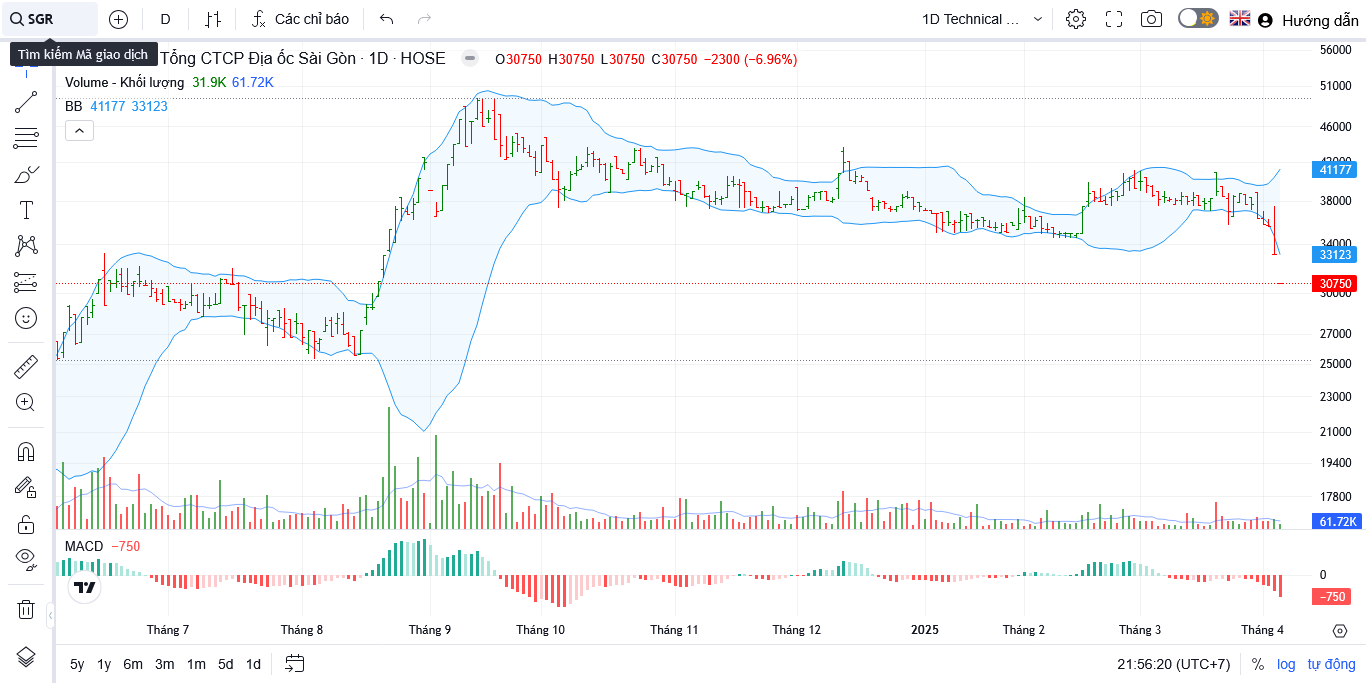 SGR
D
Các chỉ báo
1D Technical ...
Hướng dẫn
Tìm kiếm Mã giao dịch
Tổng CTCP Địa ốc Sài Gòn · 1D · HOSE
O30750 H30750 L30750 C30750 −2300 (−6.96%)
Volume - Khối lượng 31.9K 61.72K
BB 41177 33123
56000
51000
46000
42000
41177
38000
34000
33123
30750
30000
27000
25000
23000
21000
19400
17800
61.72K
MACD −750
0
−750
Tháng 7
Tháng 8
Tháng 9
Tháng 10
Tháng 11
Tháng 12
2025
Tháng 2
Tháng 3
Tháng 4
5y 1y 6m 3m 1m 5d 1d
21:56:20 (UTC+7)
%
log
tự động